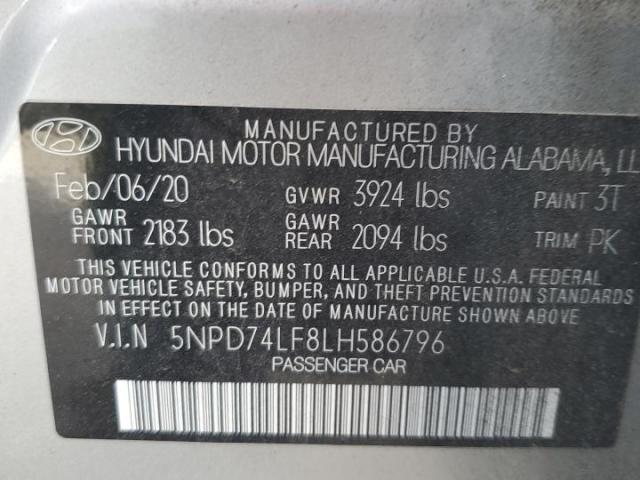 MANUFACTURED BY
HYUNDAI MOTOR MANUFACTURING ALABAMA, LL
Feb/06/20 GVWR 3924 lbs PAINT 3T
GAWR FRONT 2183 lbs GAWR REAR 2094 lbs TRIM PK
THIS VEHICLE CONFORMS TO ALL APPLICABLE U.S.A. FEDERAL
MOTOR VEHICLE SAFETY, BUMPER, AND THEFT PREVENTION STANDARDS
IN EFFECT ON THE DATE OF MANUFACTURE SHOWN ABOVE.
V.I.N 5NPD74LF8LH586796
PASSENGER CAR